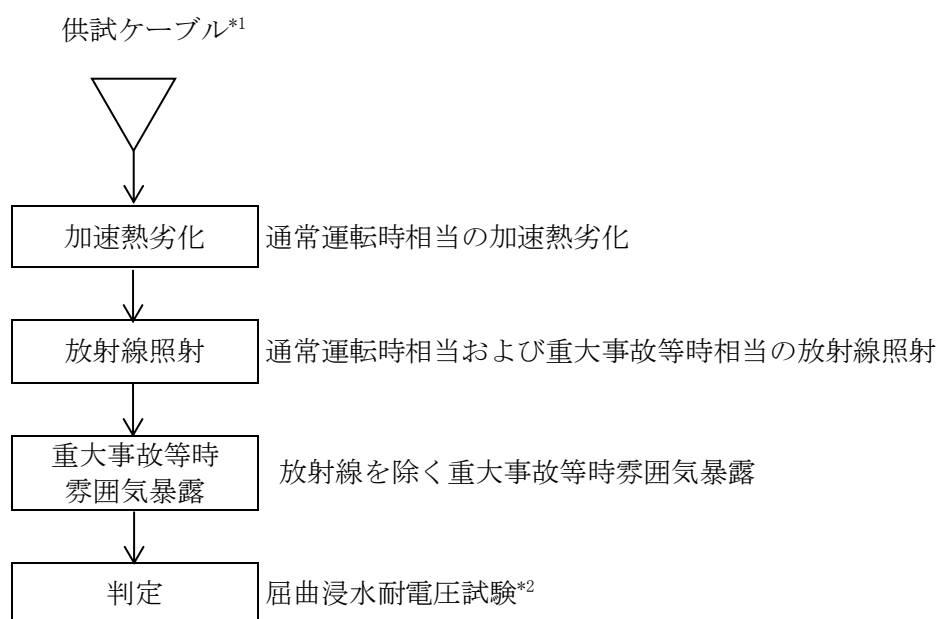 供試ケーブル*1
加速熱劣化 通常運転時相当の加速熱劣化
放射線照射 通常運転時相当および重大事故等時相当の放射線照射
重大事故等時
雰囲気暴露
放射線を除く重大事故等時雰囲気暴露
判定 屈曲浸水耐電圧試験*2